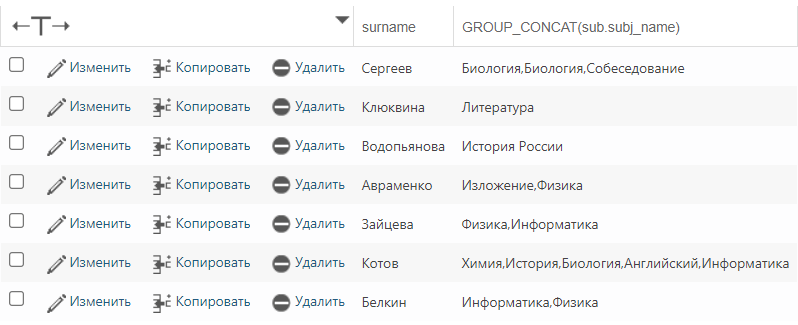 surname GROUP_CONCAT(sub.subj_name)
Изменить Копировать Удалить Сергеев Биология,Биология,Собеседование
Изменить Копировать Удалить Клюквина Литература
Изменить Копировать Удалить Водопьянова История России
Изменить Копировать Удалить Авраменко Изложение,Физика
Изменить Копировать Удалить Зайцева Физика,Информатика
Изменить Копировать Удалить Котов Химия,История,Биология,Английский,Информатика
Изменить Копировать Удалить Белкин Информатика,Физика